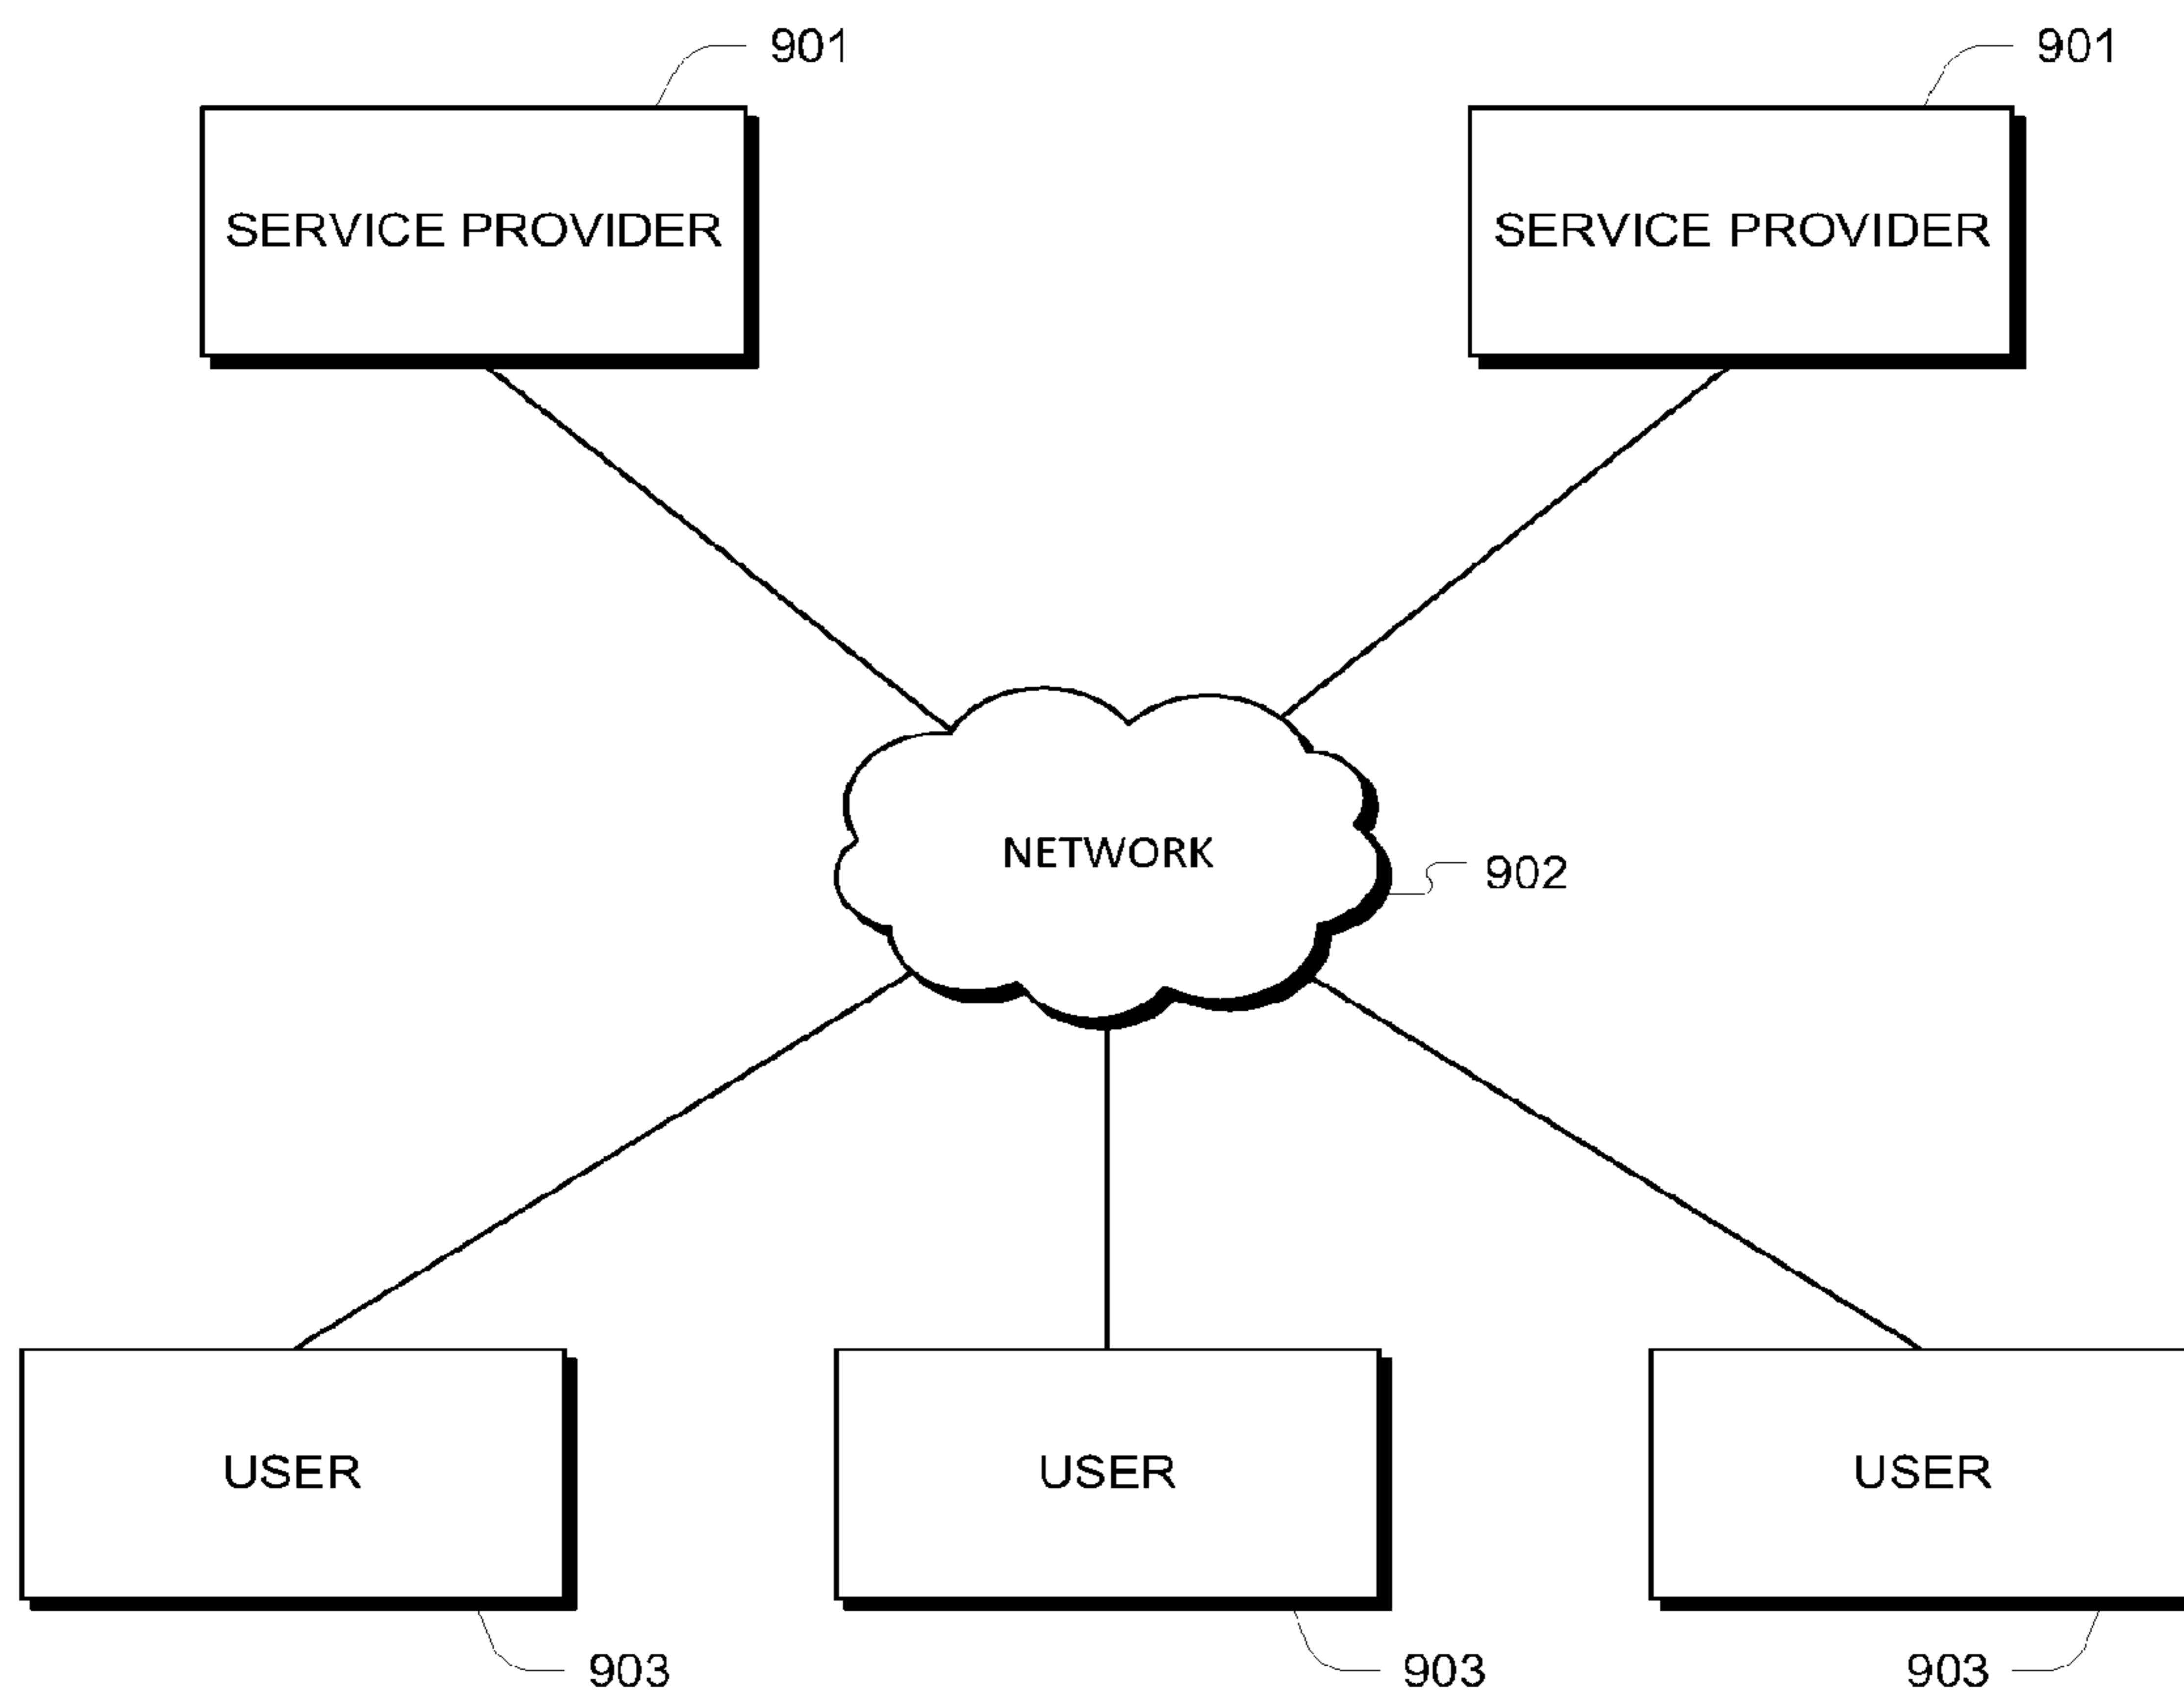 901
901
SERVICE PROVIDER
SERVICE PROVIDER
NETWORK
902
USER
USER
USER
903
903
903